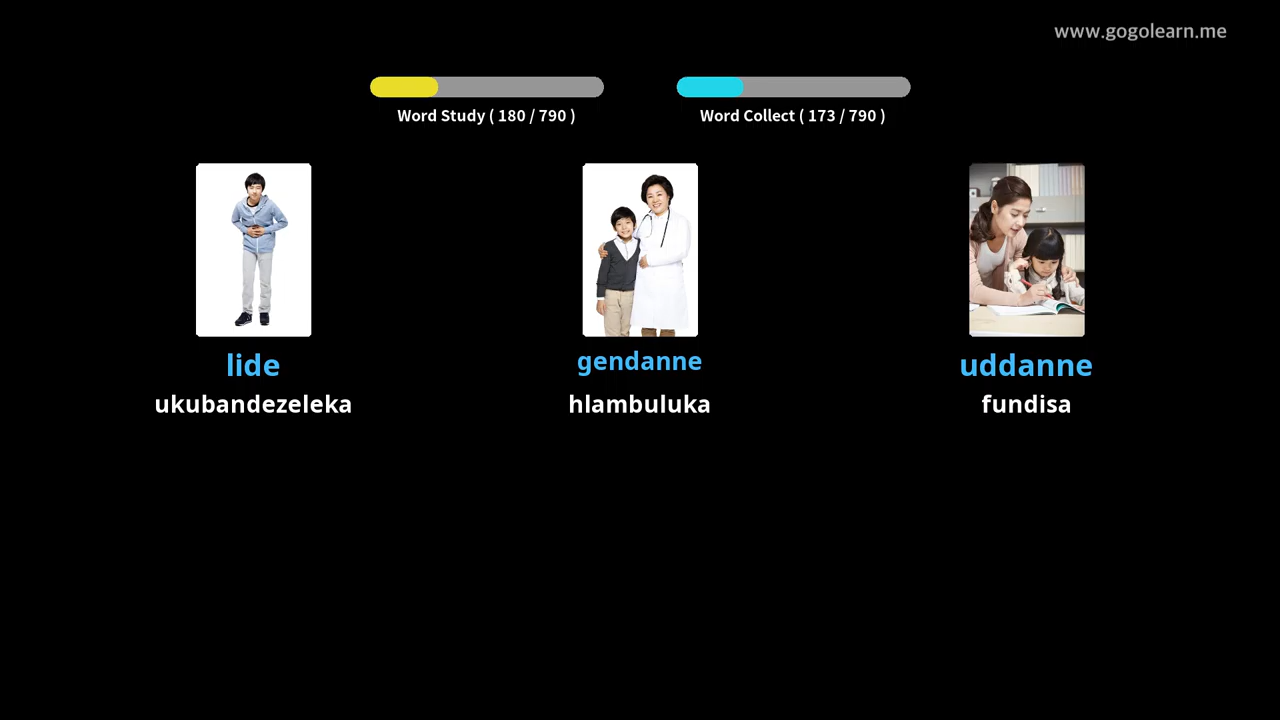 www.gogolearn.me
Word Study ( 180 / 790 )
Word Collect ( 173 / 790 )
lide
gendanne
uddanne
ukubandezeleka
hlambuluka
fundisa